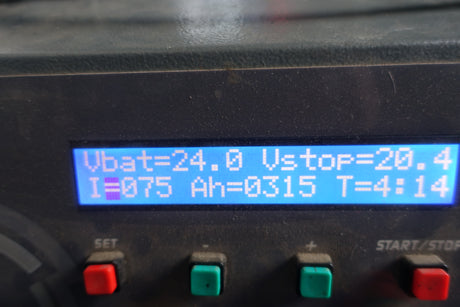 Vbat=24.0 Vstop=20.4
I=075 Ah=0315 T=4:14
SET - + START/STOP